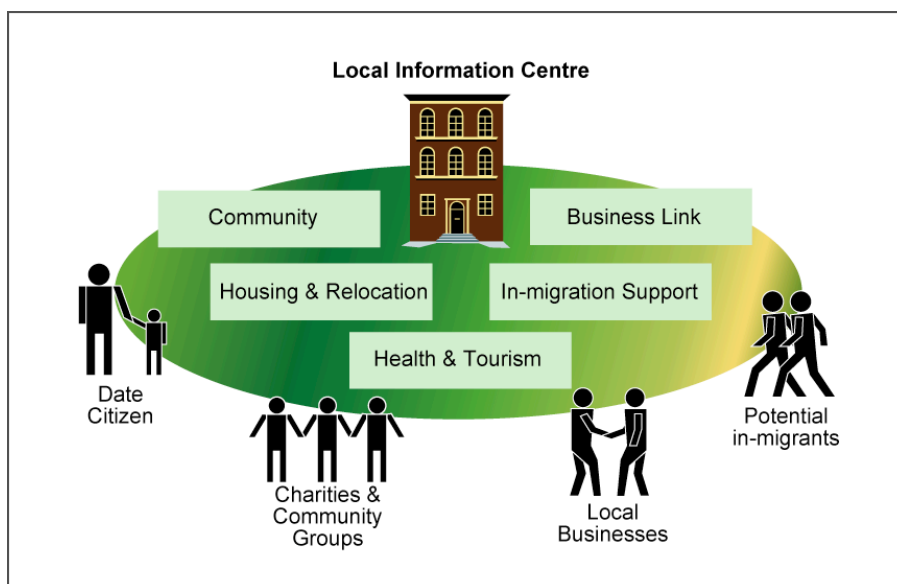 Local Information Centre
Community
Business Link
Housing & Relocation
In-migration Support
Health & Tourism
Date
Citizen
Charities &
Community
Groups
Local
Businesses
Potential
in-migrants